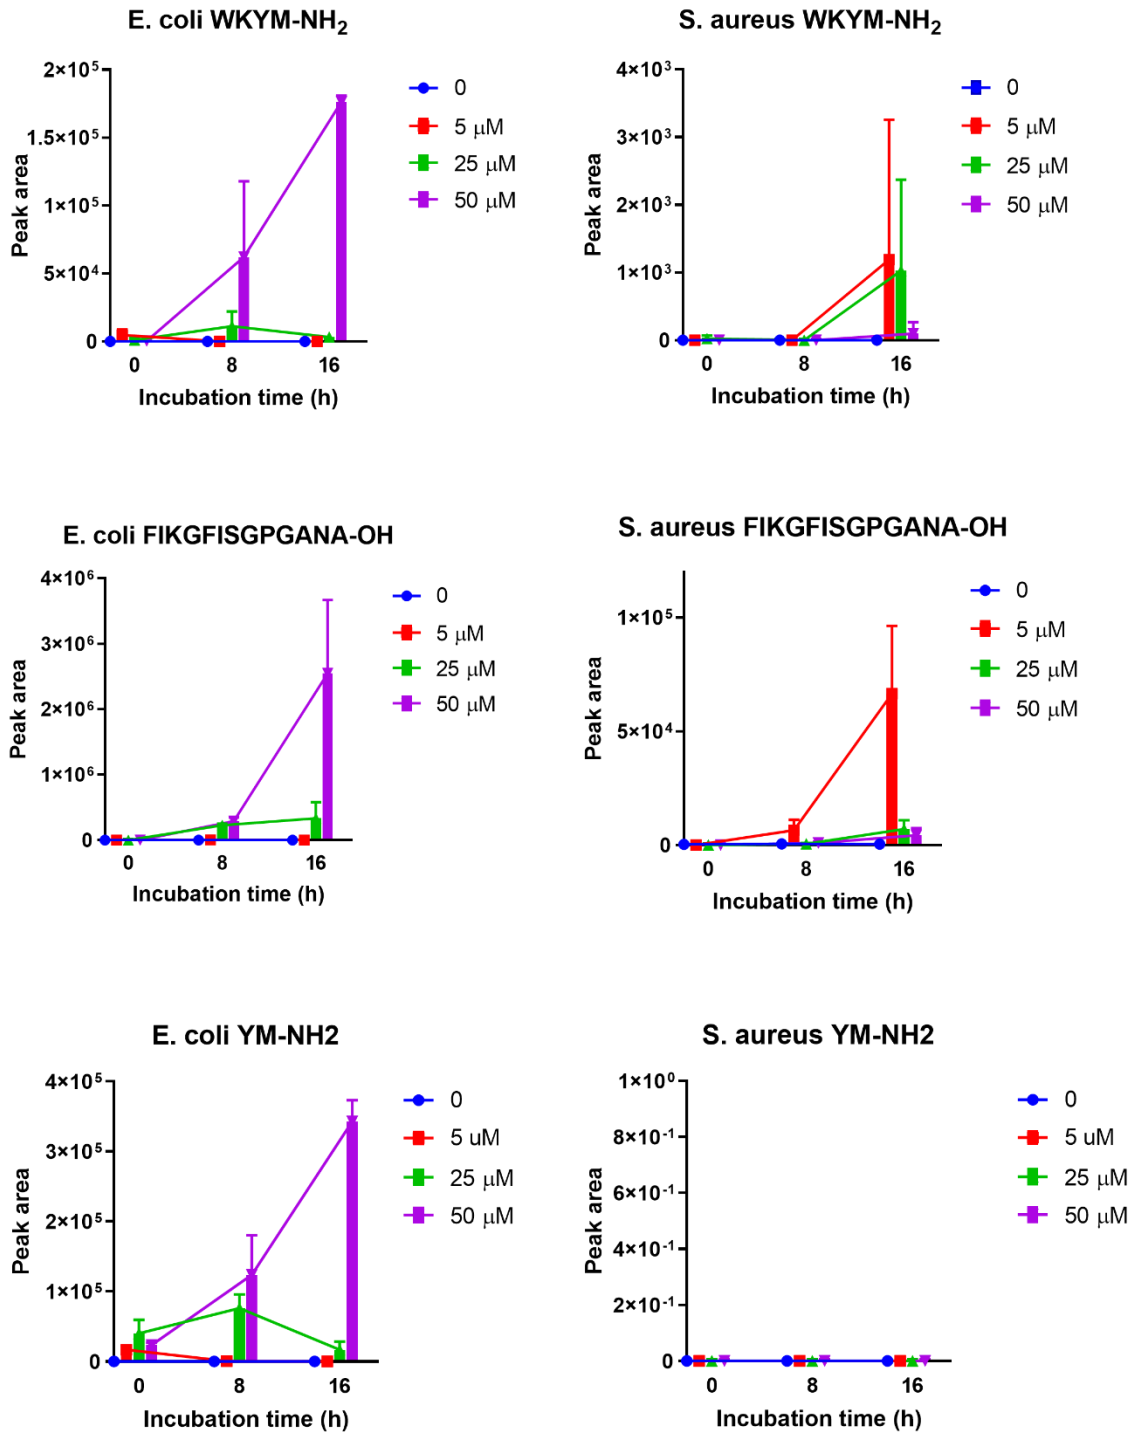 E. coli WKYM-NH₂
2×10⁵
1.5×10⁵
1×10⁵
5×10⁴
0
Peak area
0
8
16
Incubation time (h)
0
5 μM
25 μM
50 μM
S. aureus WKYM-NH₂
4×10³
3×10³
2×10³
1×10³
0
Peak area
0
8
16
Incubation time (h)
0
5 μM
25 μM
50 μM
E. coli FIKGFISGPGANA-OH
4×10⁶
3×10⁶
2×10⁶
1×10⁶
0
Peak area
0
8
16
Incubation time (h)
0
5 μM
25 μM
50 μM
S. aureus FIKGFISGPGANA-OH
1×10⁵
5×10⁴
0
Peak area
0
8
16
Incubation time (h)
0
5 μM
25 μM
50 μM
E. coli YM-NH2
4×10⁵
3×10⁵
2×10⁵
1×10⁵
0
Peak area
0
8
16
Incubation time (h)
0
5 uM
25 μM
50 μM
S. aureus YM-NH2
1×10⁰
8×10⁻¹
6×10⁻¹
4×10⁻¹
2×10⁻¹
0
Peak area
0
8
16
Incubation time (h)
0
5 uM
25 μM
50 μM